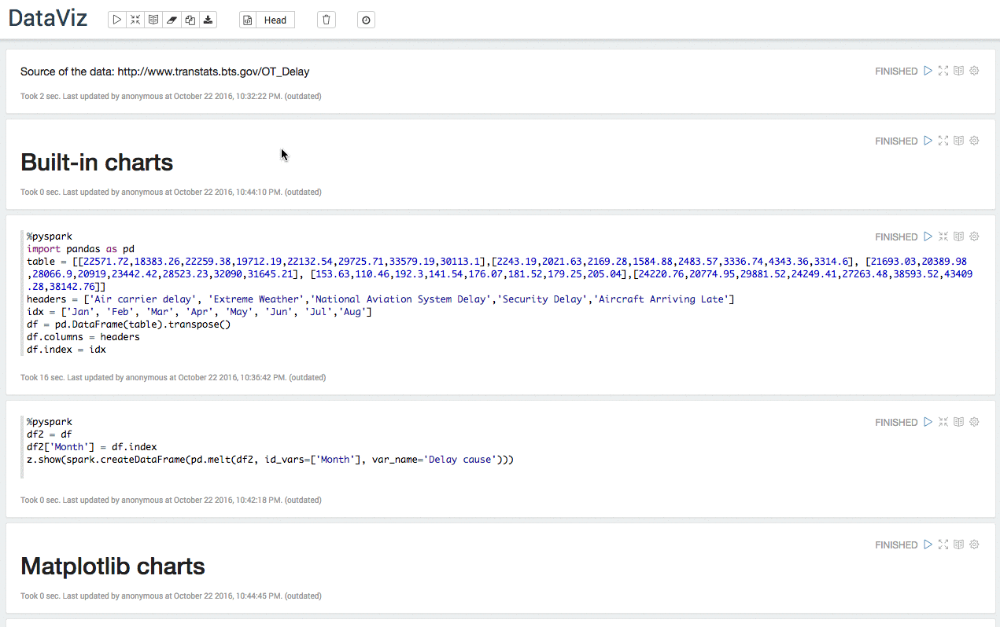 DataViz
Head
Source of the data: http://www.transtats.bts.gov/OT_Delay
FINISHED
Took 2 sec. Last updated by anonymous at October 22 2016, 10:32:22 PM. (outdated)
FINISHED
Built-in charts
Took 0 sec. Last updated by anonymous at October 22 2016, 10:44:10 PM. (outdated)
%pyspark
FINISHED
import pandas as pd
table = [[22571.72,18383.26,22259.38,19712.19,22132.54,29725.71,33579.19,30113.1],[2243.19,2021.63,2169.28,1584.88,2483.57,3336.74,4343.36,3314.6], [21693.03,20389.98
,28066.9,20919,23442.42,28523.23,32090,31645.21], [153.63,110.46,192.3,141.54,176.07,181.52,179.25,205.04],[24220.76,20774.95,29881.52,24249.41,27263.48,38593.52,43409
.28,38142.76]]
headers = ['Air carrier delay', 'Extreme Weather','National Aviation System Delay','Security Delay','Aircraft Arriving Late']
idx = ['Jan', 'Feb', 'Mar', 'Apr', 'May', 'Jun', 'Jul','Aug']
df = pd.DataFrame(table).transpose()
df.columns = headers
df.index = idx
Took 16 sec. Last updated by anonymous at October 22 2016, 10:36:42 PM. (outdated)
%pyspark
FINISHED
df2 = df
df2['Month'] = df.index
z.show(spark.createDataFrame(pd.melt(df2, id_vars=['Month'], var_name='Delay cause')))
Took 0 sec. Last updated by anonymous at October 22 2016, 10:42:18 PM. (outdated)
FINISHED
Matplotlib charts
Took 0 sec. Last updated by anonymous at October 22 2016, 10:44:45 PM. (outdated)